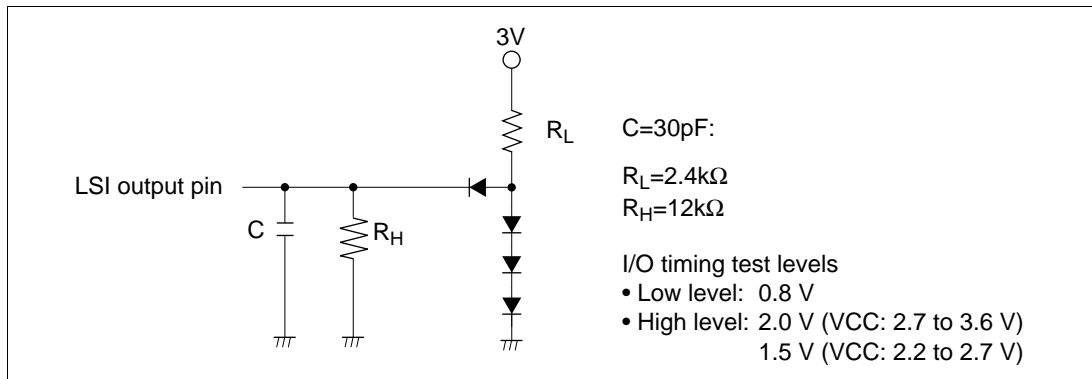 3V
R_L
C=30pF:
R_L=2.4kΩ
R_H=12kΩ
LSI output pin
C
R_H
I/O timing test levels
• Low level: 0.8 V
• High level: 2.0 V (VCC: 2.7 to 3.6 V)
1.5 V (VCC: 2.2 to 2.7 V)